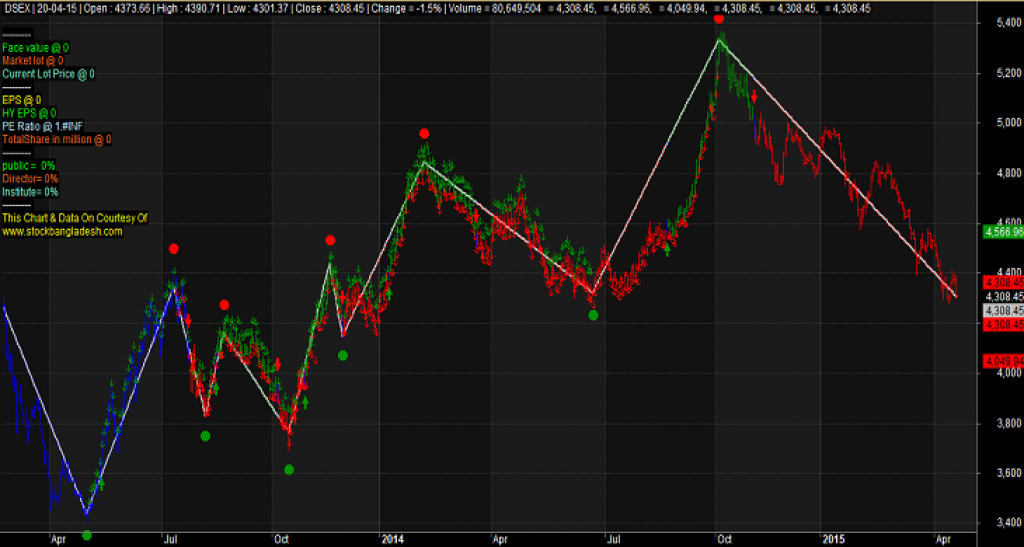 DSEX | 20-04-15 | Open : 4373.66 | High : 4390.71 | Low : 4301.37 | Close : 4308.45 | Change = -1.5% | Volume = 80,649,504 = 4,308.45, = 4,566.96, = 4,049.94, = 4,308.45, = 4,308.45, = 4,308.45
----------
Face value @ 0
Market lot @ 0
Current Lot Price @ 0
----------
EPS @ 0
HY EPS @ 0
PE Ratio @ 1.#INF
TotalShare in million @ 0
----------
public = 0%
Director= 0%
Institute= 0%
----------
This Chart & Data On Courtesy Of
www.stockbangladesh.com
5,400
5,200
5,000
4,800
4,600
4,566.96
4,400
4,308.45
4,308.45
4,308.45
4,308.45
4,049.94
4,000
3,800
3,600
3,400
Apr Jul Oct 2014 Apr Jul Oct 2015 Apr